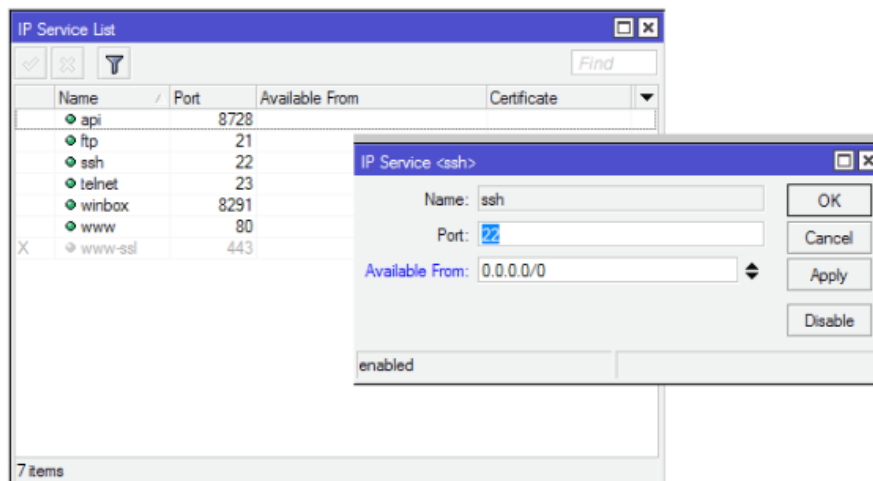 IP Service List
Find
Name / Port Available From Certificate
api 8728
ftp 21
ssh 22
telnet 23
winbox 8291
www 80
X www-ssl 443
7 items
IP Service <ssh>
Name: ssh
Port: 22
Available From: 0.0.0.0/0
OK
Cancel
Apply
Disable
enabled